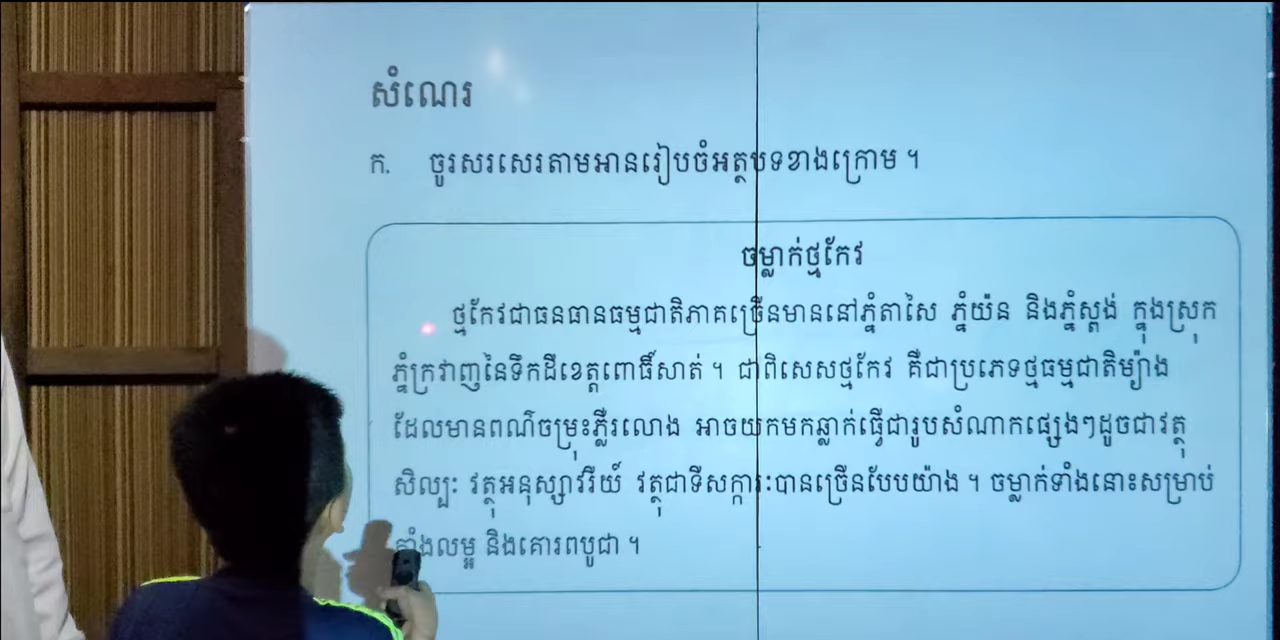 សំណេរ
ក. ចូរសរសេរតាមអានរៀបចំអត្ថបទខាងក្រោម ។
ចម្លាក់ថ្មកែវ
ថ្មកែវជាធនធានធម្មជាតិភាគច្រើនមាននៅភ្នំតាសៃ ភ្នំយ៉ន និងភ្នំស្តង់ ក្នុងស្រុក
ភ្នំក្រវាញនៃទឹកដីខេត្តពោធិ៍សាត់ ។ ជាពិសេសថ្មកែវ គឺជាប្រភេទថ្មធម្មជាតិម្យ៉ាង
ដែលមានពណ៌ចម្រុះភ្លឺរលោង អាចយកមកឆ្លាក់ធ្វើជារូបសំណាកផ្សេងៗដូចជាវត្ថុ
សិល្បៈ វត្ថុអនុស្សាវរីយ៍ វត្ថុជាទីសក្ការៈបានច្រើនបែបយ៉ាង ។ ចម្លាក់ទាំងនោះសម្រាប់
តាំងលម្អ និងគោរពបូជា ។